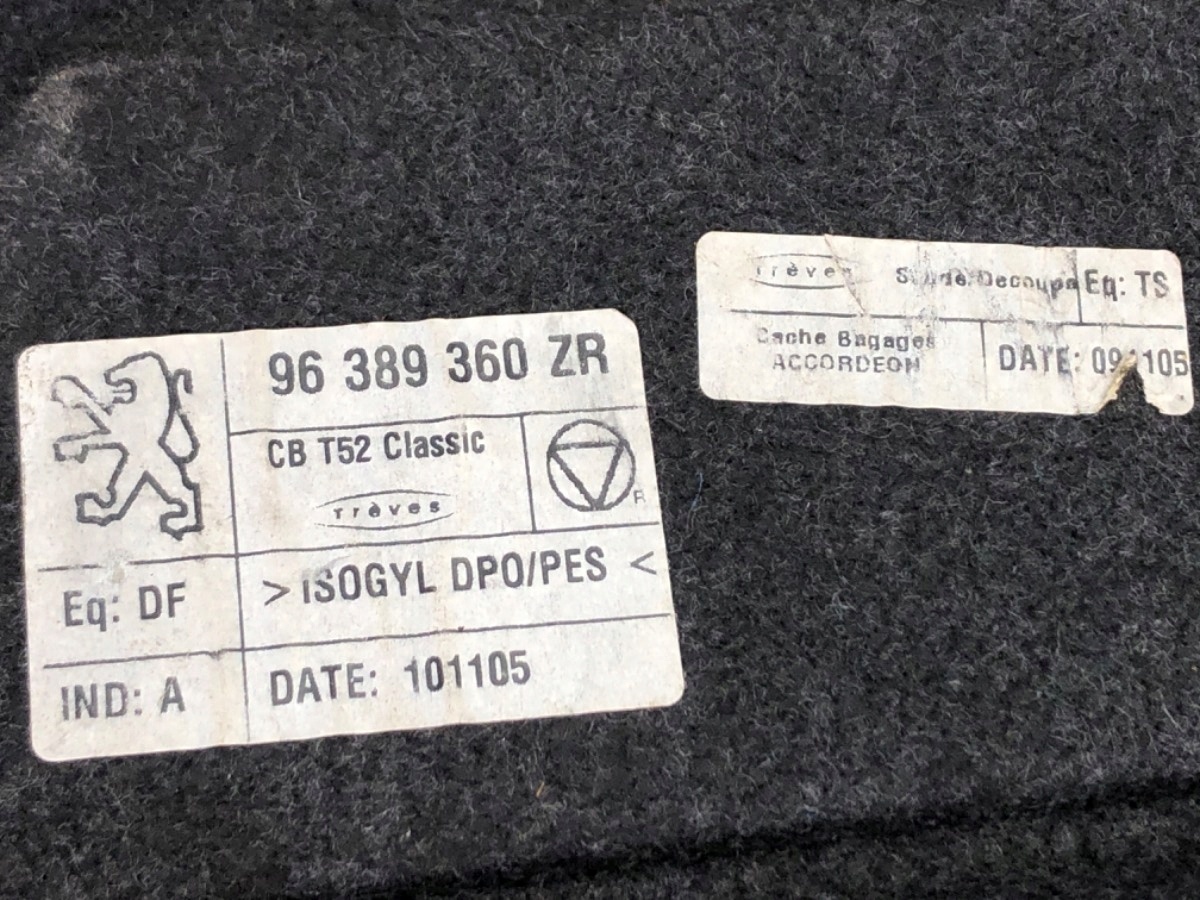 96 389 360 ZR
CB T52 Classic
Trèves
R
Eq: DF
> ISOGYL DPO/PES <
IND: A
DATE: 101105
Trèves
Eq: TS
Cache Bagages
ACCORDEON
DATE: